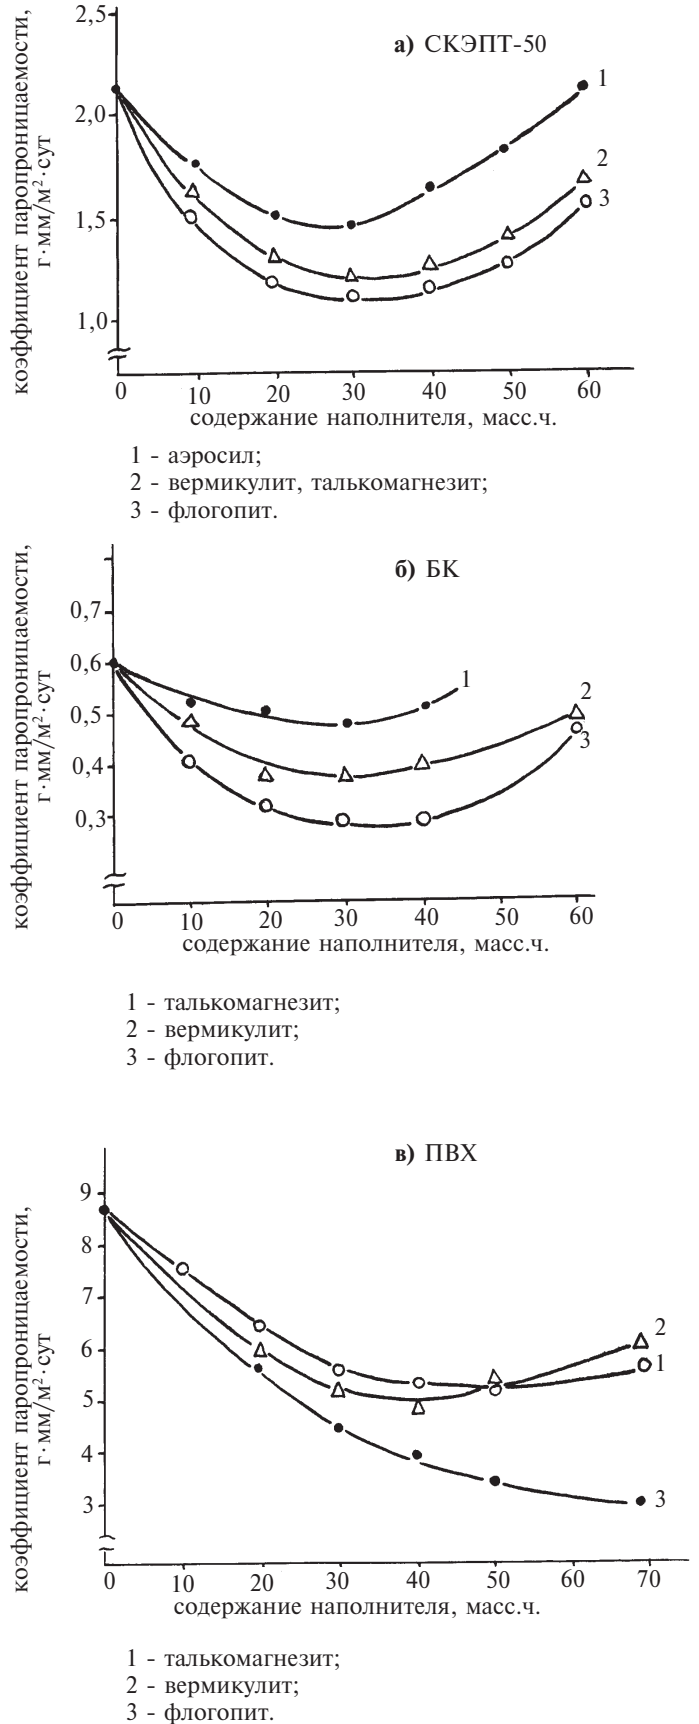 коэффициент паропроницаемости,
г·мм/м²·сут
а) СКЭПТ-50
2,5
2,0
1,5
1,0
1
2
3
0 10 20 30 40 50 60
содержание наполнителя, масс.ч.
1 - аэросил;
2 - вермикулит, талькомагнезит;
3 - флогопит.
коэффициент паропроницаемости,
г·мм/м²·сут
б) БК
0,7
0,6
0,5
0,4
0,3
1
2
3
0 10 20 30 40 50 60
содержание наполнителя, масс.ч.
1 - талькомагнезит;
2 - вермикулит;
3 - флогопит.
коэффициент паропроницаемости,
г·мм/м²·сут
в) ПВХ
9
8
7
6
5
4
3
2
1
3
0 10 20 30 40 50 60 70
содержание наполнителя, масс.ч.
1 - талькомагнезит;
2 - вермикулит;
3 - флогопит.